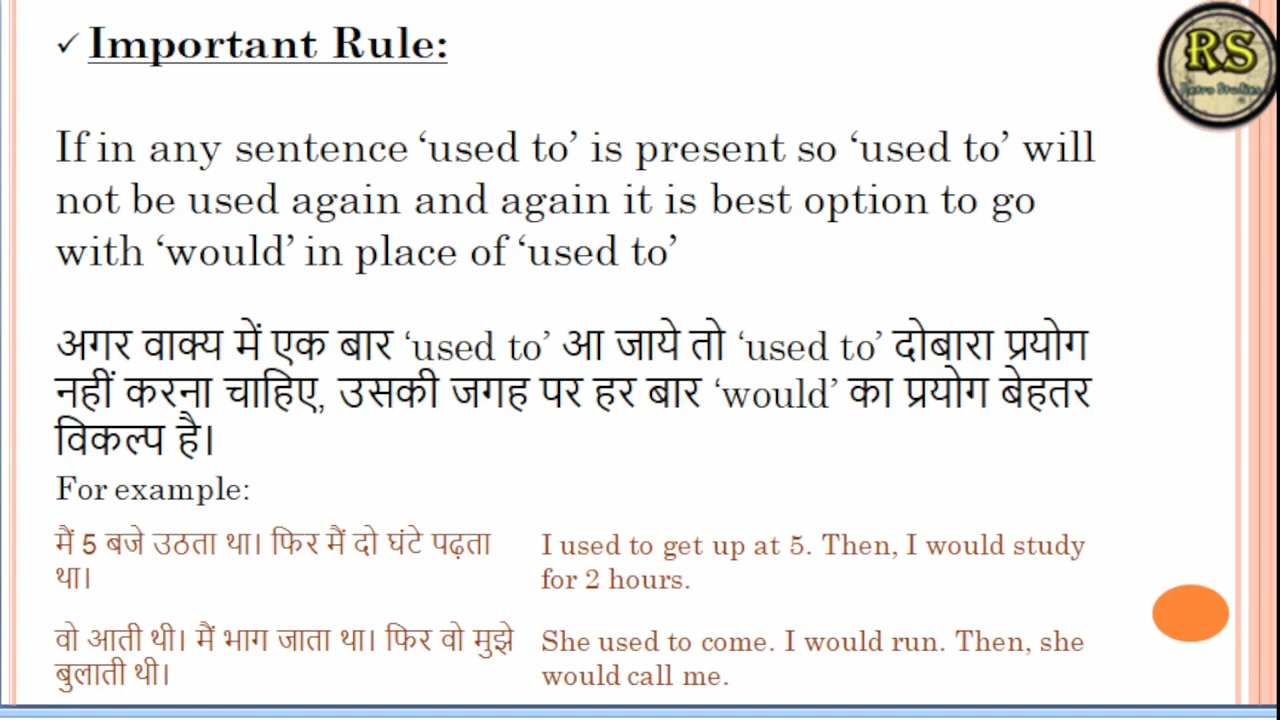 ✓ Important Rule:
RS
Retro Studies
If in any sentence ‘used to’ is present so ‘used to’ will
not be used again and again it is best option to go
with ‘would’ in place of ‘used to’
अगर वाक्य में एक बार ‘used to’ आ जाये तो ‘used to’ दोबारा प्रयोग
नहीं करना चाहिए, उसकी जगह पर हर बार ‘would’ का प्रयोग बेहतर
विकल्प है।
For example:
मैं 5 बजे उठता था। फिर मैं दो घंटे पढ़ता
था।
I used to get up at 5. Then, I would study
for 2 hours.
वो आती थी। मैं भाग जाता था। फिर वो मुझे
बुलाती थी।
She used to come. I would run. Then, she
would call me.